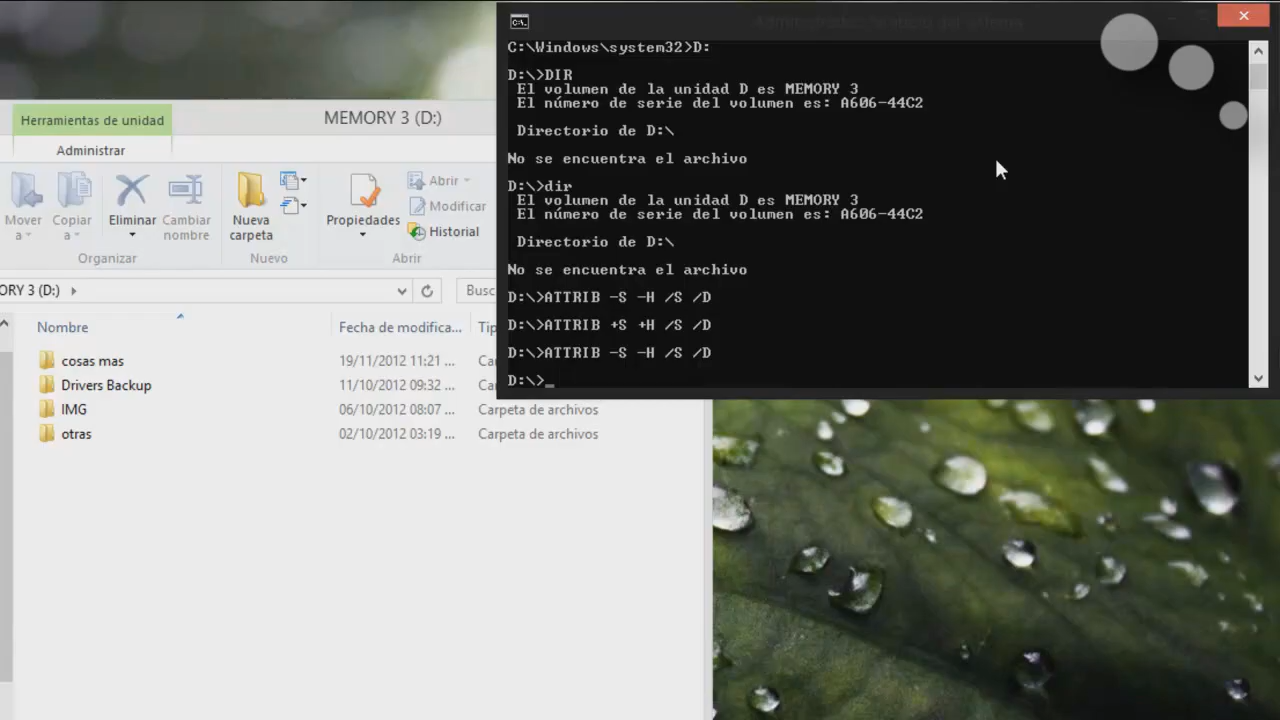 C:\.
C:\Windows\system32>D:
D:\>DIR
El volumen de la unidad D es MEMORY 3
El número de serie del volumen es: A606-44C2
Directorio de D:\
No se encuentra el archivo
D:\>dir
El volumen de la unidad D es MEMORY 3
El número de serie del volumen es: A606-44C2
Directorio de D:\
No se encuentra el archivo
D:\>ATTRIB -S -H /S /D
D:\>ATTRIB +S +H /S /D
D:\>ATTRIB -S -H /S /D
D:\>_
Herramientas de unidad
MEMORY 3 (D:)
Administrar
Mover a
Copiar a
Eliminar
Cambiar nombre
Organizar
Nueva carpeta
Nuevo
Propiedades
Abrir
Modificar
Historial
Abrir
ORY 3 (D:)
Busc
Nombre
Fecha de modifica...
Tip
cosas mas 19/11/2012 11:21 ... Ca
Drivers Backup 11/10/2012 09:32 ... Ca
IMG 06/10/2012 08:07 ... Carpeta de archivos
otras 02/10/2012 03:19 ... Carpeta de archivos